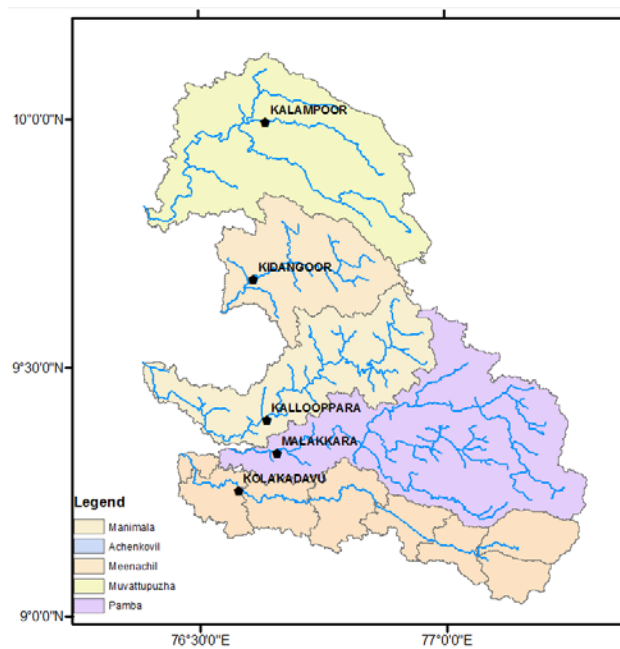 10°0'0"N
KALAMPOOR
KIDANGOOR
9°30'0"N
KALLOOPPARA
MALAKKARA
KOLAKADAVU
Legend
Manimala
Achenkovil
Meenachil
Muvattupuzha
Pamba
9°0'0"N
76°30'0"E
77°0'0"E